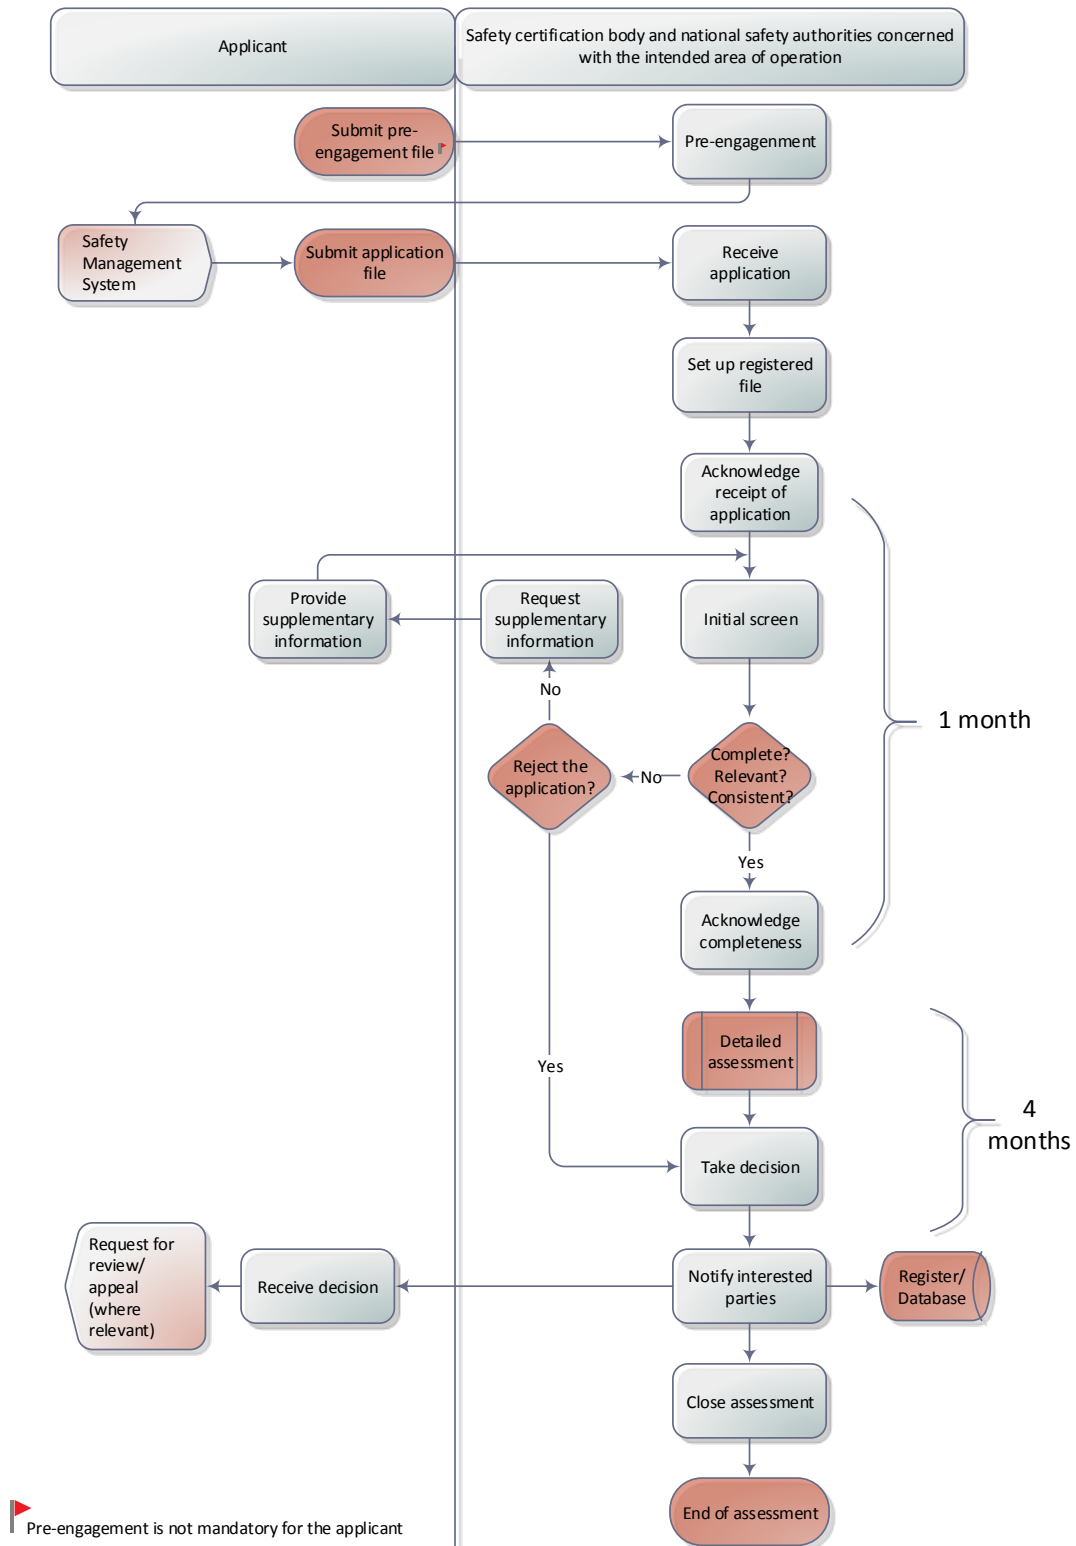 Applicant
Safety certification body and national safety authorities concerned
with the intended area of operation
Submit pre-
engagement file
Pre-engagenment
Safety
Management
System
Submit application
file
Receive
application
Set up registered
file
Acknowledge
receipt of
application
Provide
supplementary
information
Request
supplementary
information
Initial screen
No
1 month
Reject the
application?
No
Complete?
Relevant?
Consistent?
Yes
Acknowledge
completeness
Detailed
assessment
Yes
4
months
Take decision
Request for
review/
appeal
(where
relevant)
Receive decision
Notify interested
parties
Register/
Database
Close assessment
End of assessment
Pre-engagement is not mandatory for the applicant